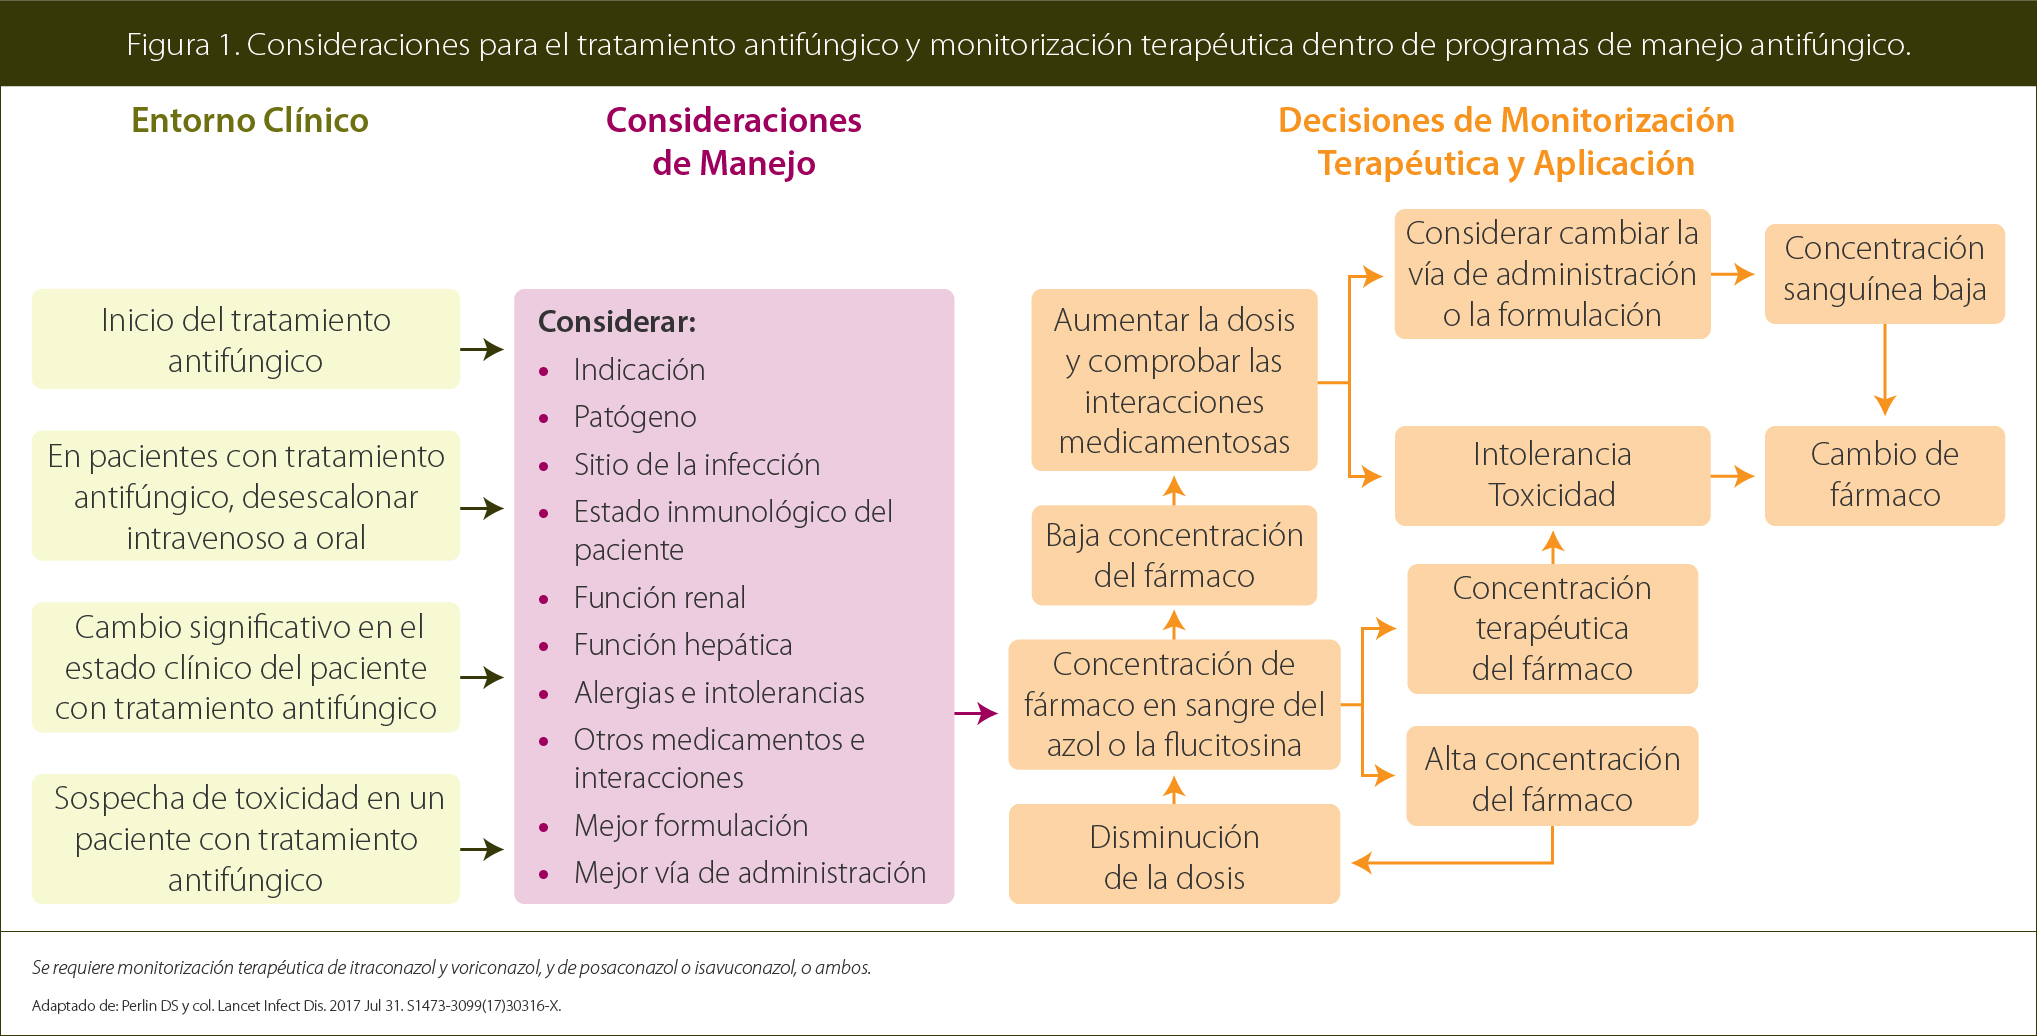 Figura 1. Consideraciones para el tratamiento antifúngico y monitorización terapéutica dentro de programas de manejo antifúngico.
Entorno Clínico
Inicio del tratamiento
antifúngico
En pacientes con tratamiento
antifúngico, desescalonar
intravenoso a oral
Cambio significativo en el
estado clínico del paciente
con tratamiento antifúngico
Sospecha de toxicidad en un
paciente con tratamiento
antifúngico
Consideraciones
de Manejo
Considerar:
• Indicación
• Patógeno
• Sitio de la infección
• Estado inmunológico del
paciente
• Función renal
• Función hepática
• Alergias e intolerancias
• Otros medicamentos e
interacciones
• Mejor formulación
• Mejor vía de administración
Decisiones de Monitorización
Terapéutica y Aplicación
Aumentar la dosis
y comprobar las
interacciones
medicamentosas
Baja concentración
del fármaco
Concentración de
fármaco en sangre del
azol o la flucitosina
Disminución
de la dosis
Considerar cambiar la
vía de administración
o la formulación
Intolerancia
Toxicidad
Concentración
terapéutica
del fármaco
Alta concentración
del fármaco
Concentración
sanguínea baja
Cambio de
fármaco
Se requiere monitorización terapéutica de itraconazol y voriconazol, y de posaconazol o isavuconazol, o ambos.
Adaptado de: Perlin DS y col. Lancet Infect Dis. 2017 Jul 31. S1473-3099(17)30316-X.